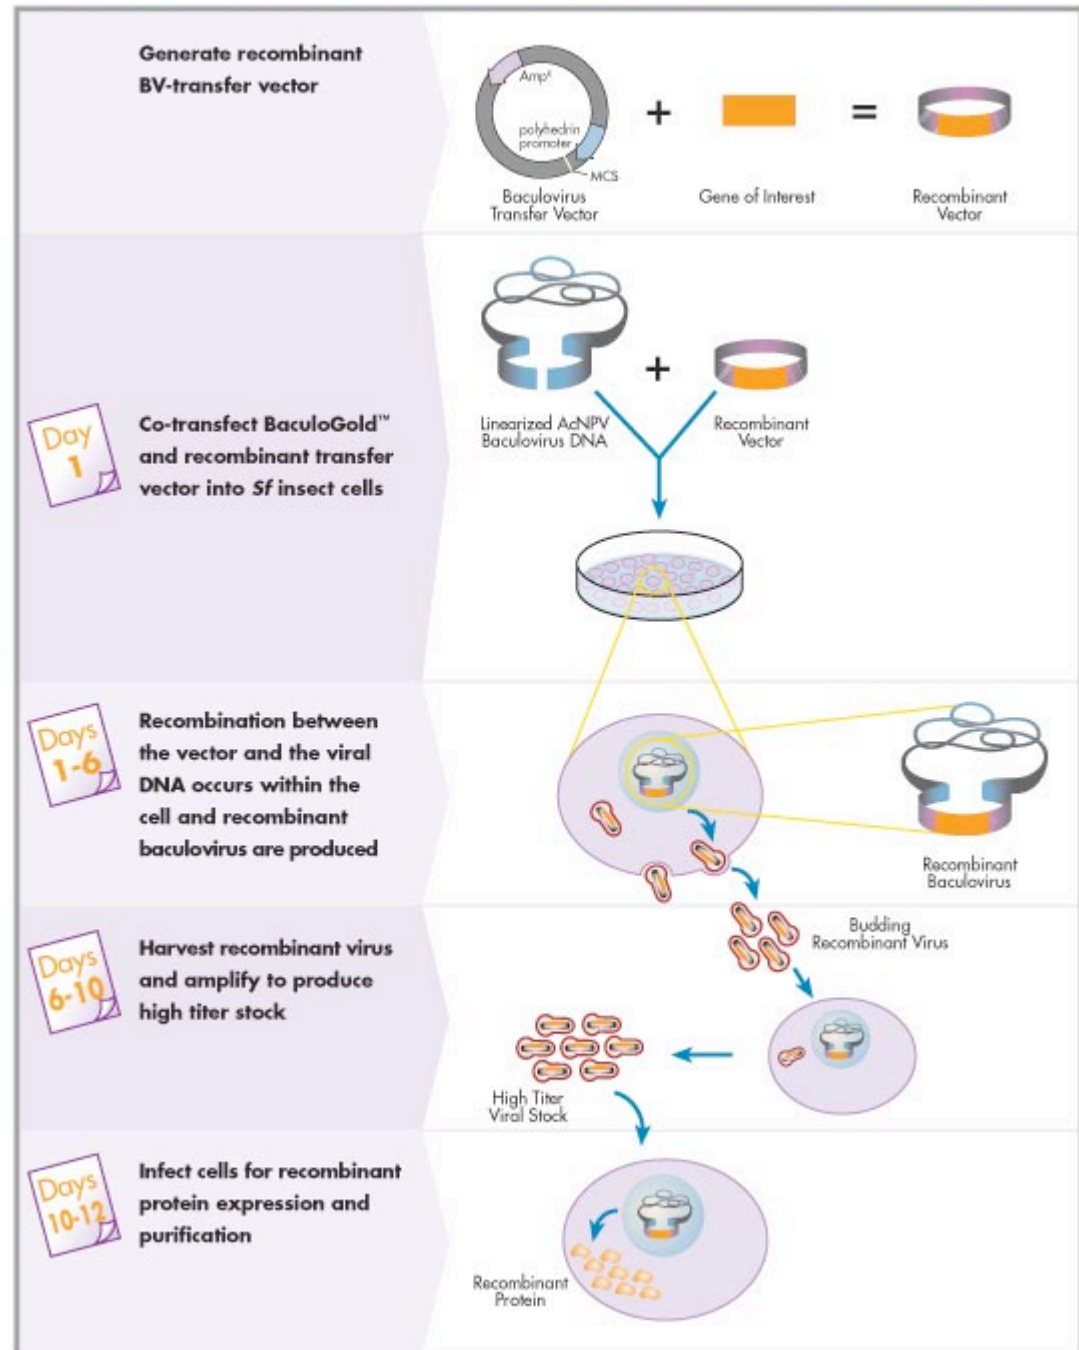 Generate recombinant
BV-transfer vector
Ampᴿ
polyhedrin
promoter
MCS
Baculovirus
Transfer Vector
+
Gene of Interest
=
Recombinant
Vector
Day
1
Co-transfect BaculoGold™
and recombinant transfer
vector into Sf insect cells
Linearized AcNPV
Baculovirus DNA
+
Recombinant
Vector
Days
1-6
Recombination between
the vector and the viral
DNA occurs within the
cell and recombinant
baculovirus are produced
Recombinant
Baculovirus
Days
6-10
Harvest recombinant virus
and amplify to produce
high titer stock
Budding
Recombinant Virus
High Titer
Viral Stock
Days
10-12
Infect cells for recombinant
protein expression and
purification
Recombinant
Protein